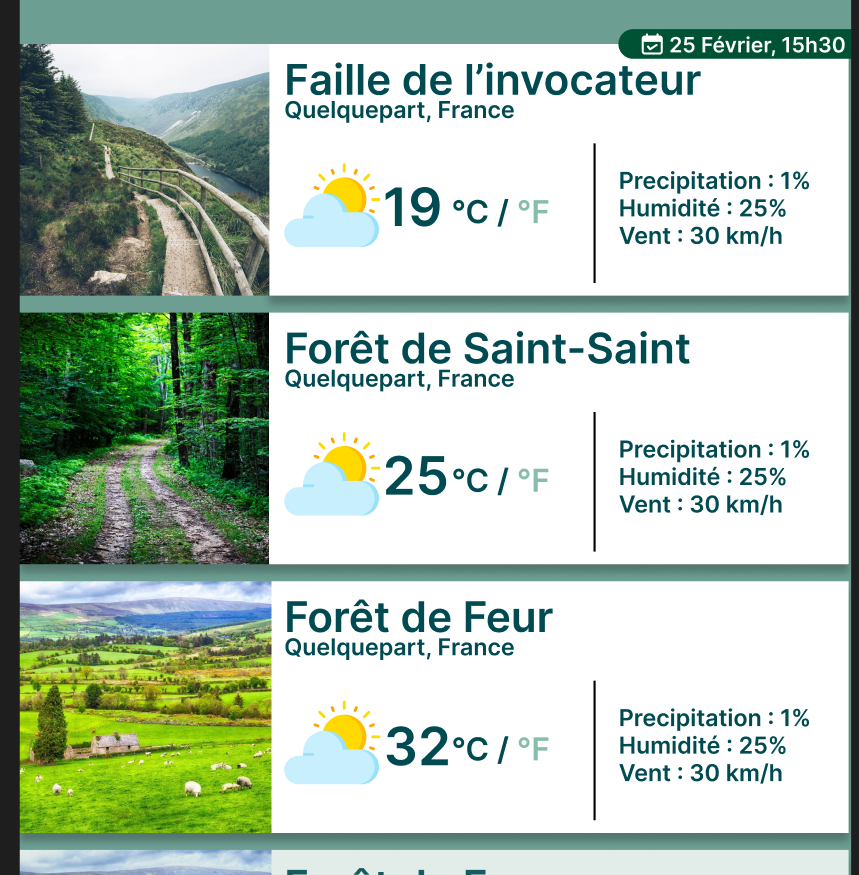 25 Février, 15h30
Faille de l’invocateur
Quelquepart, France
19 °C / °F
Precipitation : 1%
Humidité : 25%
Vent : 30 km/h
Forêt de Saint-Saint
Quelquepart, France
25 °C / °F
Precipitation : 1%
Humidité : 25%
Vent : 30 km/h
Forêt de Feur
Quelquepart, France
32 °C / °F
Precipitation : 1%
Humidité : 25%
Vent : 30 km/h